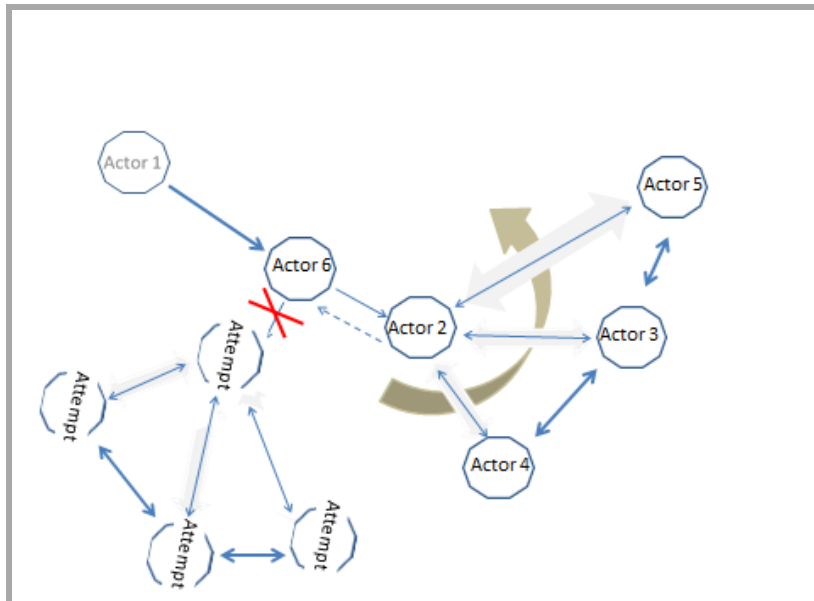 Actor 1
Actor 5
Actor 6
Actor 2
Actor 3
Attempt
Attempt
Actor 4
Attempt
Attempt